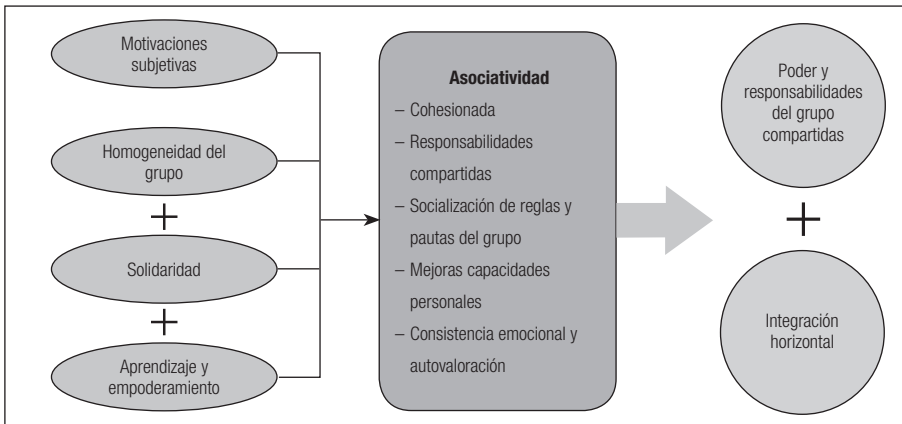 Motivaciones
subjetivas
Homogeneidad del
grupo
+
Solidaridad
+
Aprendizaje y
empoderamiento
Asociatividad
– Cohesionada
– Responsabilidades
compartidas
– Socialización de reglas y
pautas del grupo
– Mejoras capacidades
personales
– Consistencia emocional y
autovaloración
Poder y
responsabilidades
del grupo
compartidas
+
Integración
horizontal